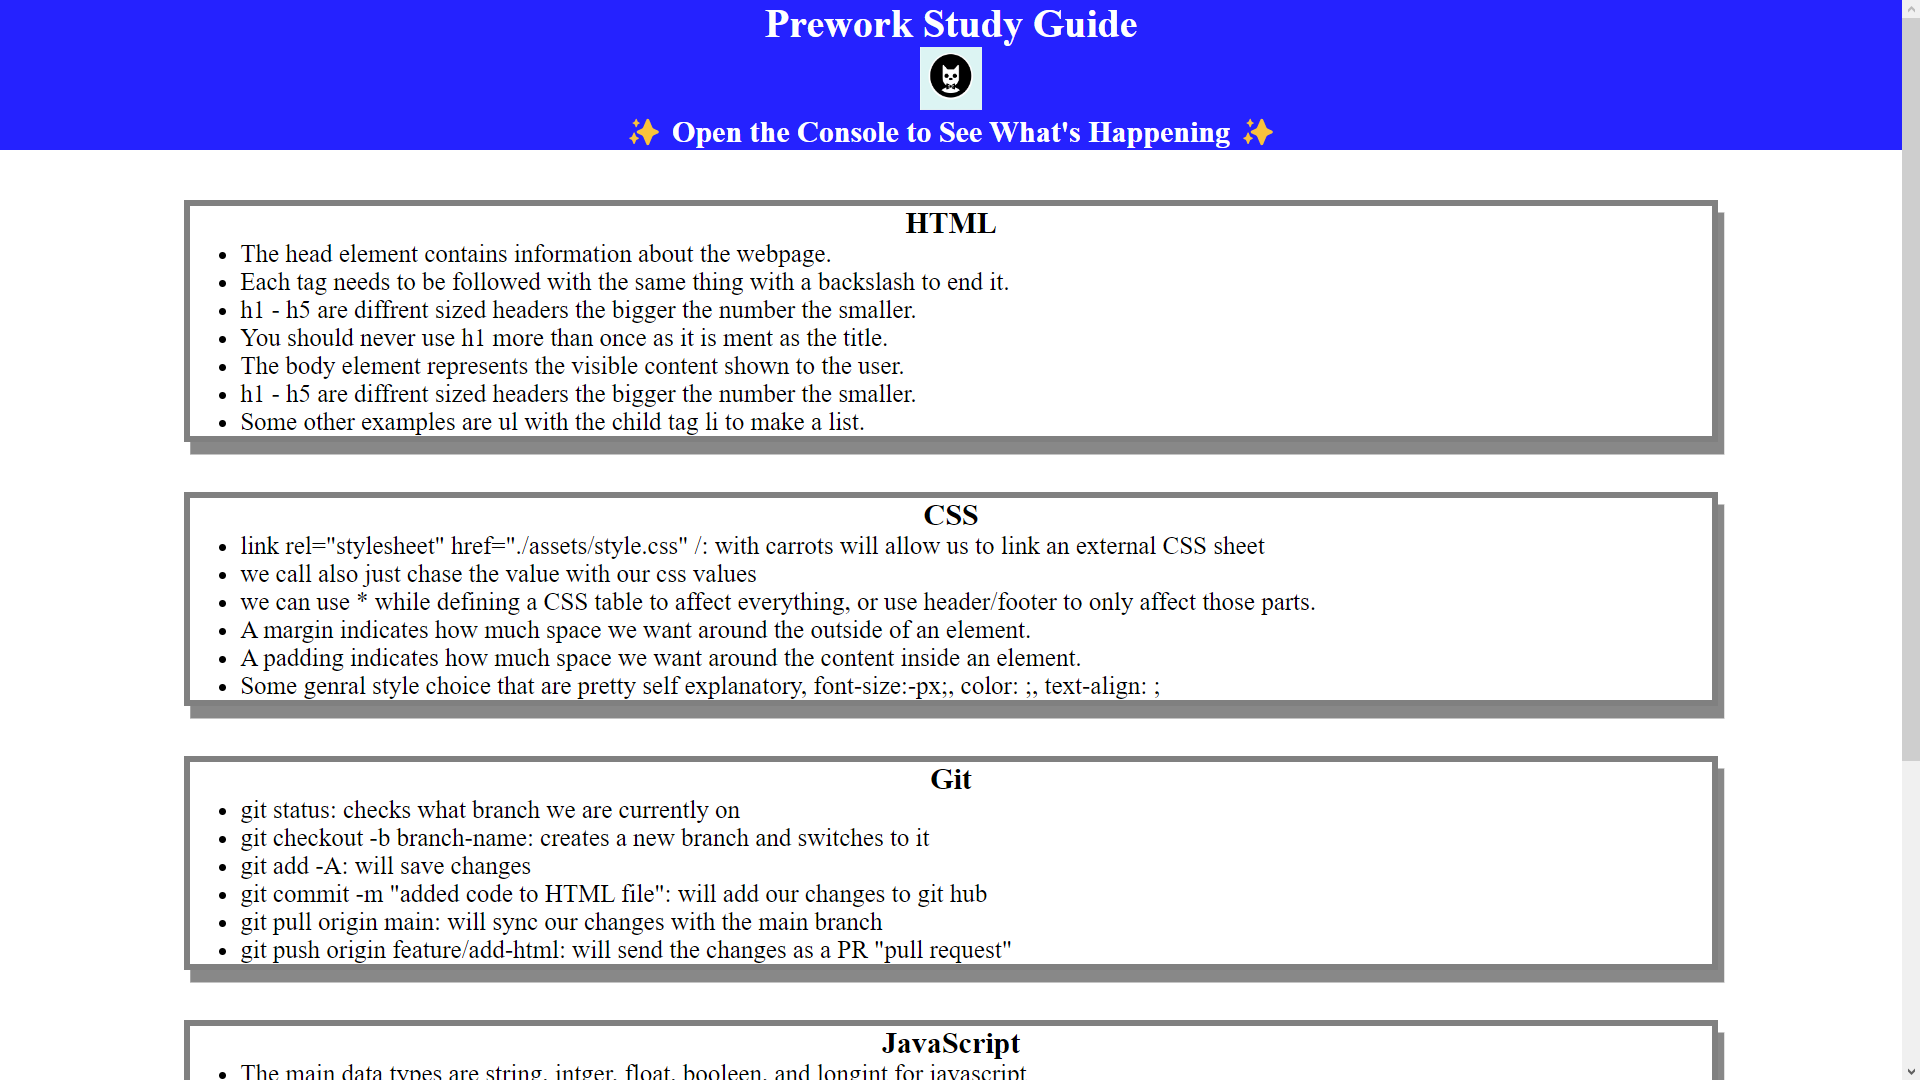 Prework Study Guide
✨ Open the Console to See What's Happening ✨
HTML
• The head element contains information about the webpage.
• Each tag needs to be followed with the same thing with a backslash to end it.
• h1 - h5 are diffrent sized headers the bigger the number the smaller.
• You should never use h1 more than once as it is ment as the title.
• The body element represents the visible content shown to the user.
• h1 - h5 are diffrent sized headers the bigger the number the smaller.
• Some other examples are ul with the child tag li to make a list.
CSS
• link rel="stylesheet" href="./assets/style.css" /: with carrots will allow us to link an external CSS sheet
• we call also just chase the value with our css values
• we can use * while defining a CSS table to affect everything, or use header/footer to only affect those parts.
• A margin indicates how much space we want around the outside of an element.
• A padding indicates how much space we want around the content inside an element.
• Some genral style choice that are pretty self explanatory, font-size:-px;, color: ;, text-align: ;
Git
• git status: checks what branch we are currently on
• git checkout -b branch-name: creates a new branch and switches to it
• git add -A: will save changes
• git commit -m "added code to HTML file": will add our changes to git hub
• git pull origin main: will sync our changes with the main branch
• git push origin feature/add-html: will send the changes as a PR "pull request"
JavaScript
• The main data types are string, intger, float, booleen, and longint for javascript